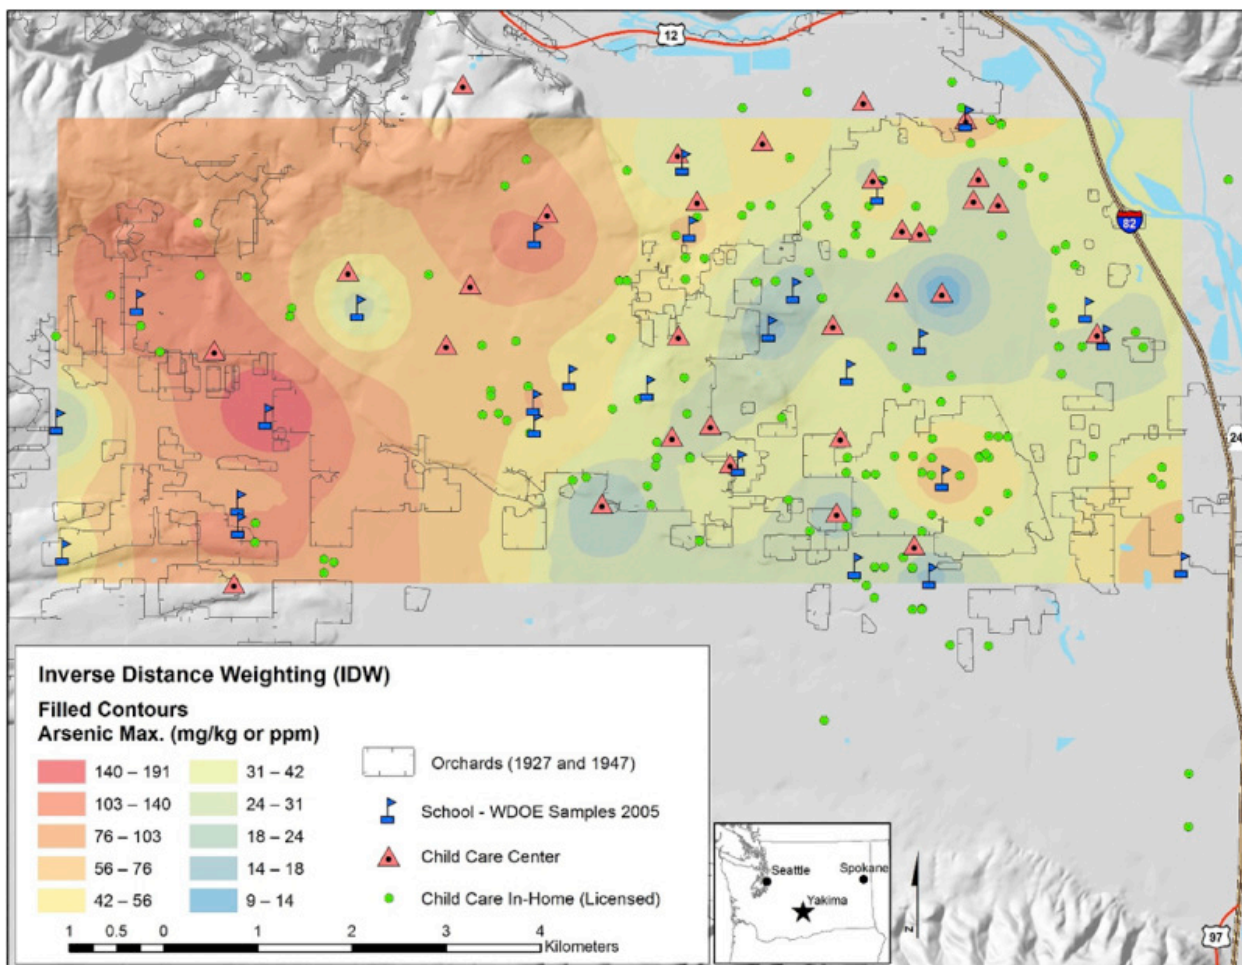 12
82
24
Inverse Distance Weighting (IDW)
Filled Contours
Arsenic Max. (mg/kg or ppm)
140 – 191
103 – 140
76 – 103
56 – 76
42 – 56
31 – 42
24 – 31
18 – 24
14 – 18
9 – 14
Orchards (1927 and 1947)
School - WDOE Samples 2005
Child Care Center
Child Care In-Home (Licensed)
1 0.5 0 1 2 3 4
Kilometers
Seattle
Spokane
Yakima
N
97